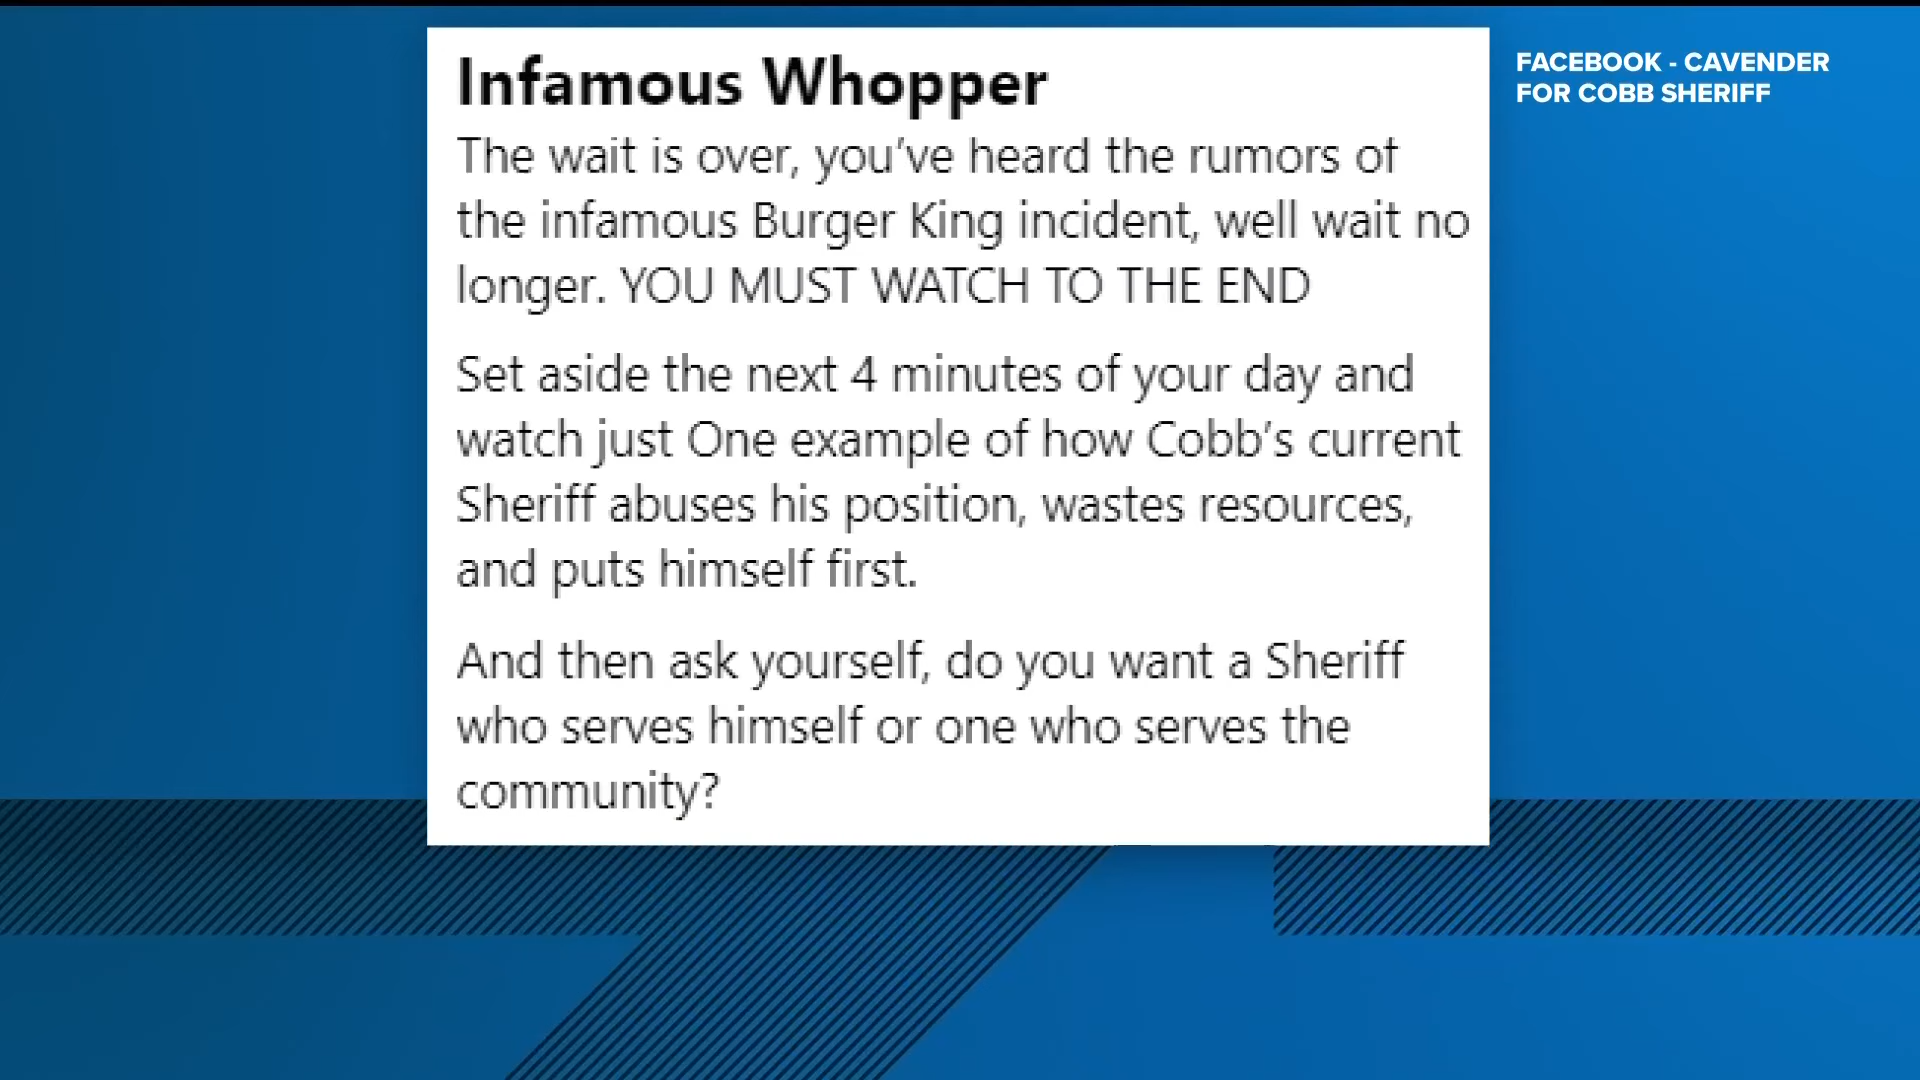 Infamous Whopper
The wait is over, you've heard the rumors of
the infamous Burger King incident, well wait no
longer. YOU MUST WATCH TO THE END
Set aside the next 4 minutes of your day and
watch just One example of how Cobb's current
Sheriff abuses his position, wastes resources,
and puts himself first.
And then ask yourself, do you want a Sheriff
who serves himself or one who serves the
community?
FACEBOOK - CAVENDER
FOR COBB SHERIFF